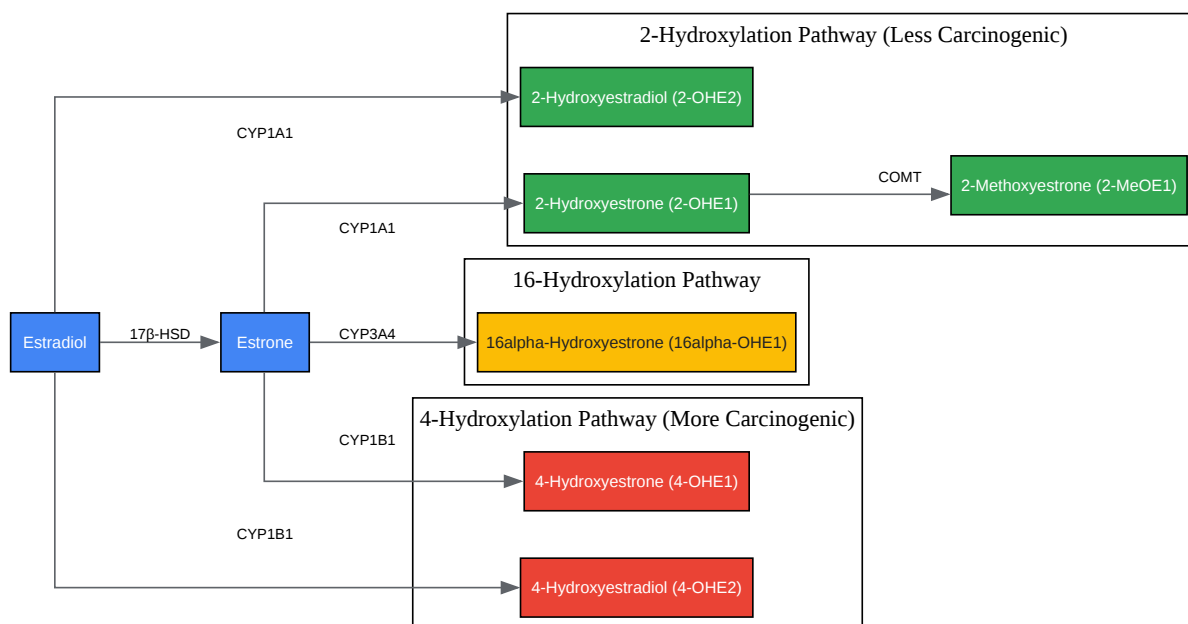 2-Hydroxylation Pathway (Less Carcinogenic)
2-Hydroxyestradiol (2-OHE2)
CYP1A1
2-Hydroxyestrone (2-OHE1)
COMT
2-Methoxyestrone (2-MeOE1)
CYP1A1
16-Hydroxylation Pathway
Estradiol
17β-HSD
Estrone
CYP3A4
16alpha-Hydroxyestrone (16alpha-OHE1)
4-Hydroxylation Pathway (More Carcinogenic)
CYP1B1
4-Hydroxyestrone (4-OHE1)
CYP1B1
4-Hydroxyestradiol (4-OHE2)